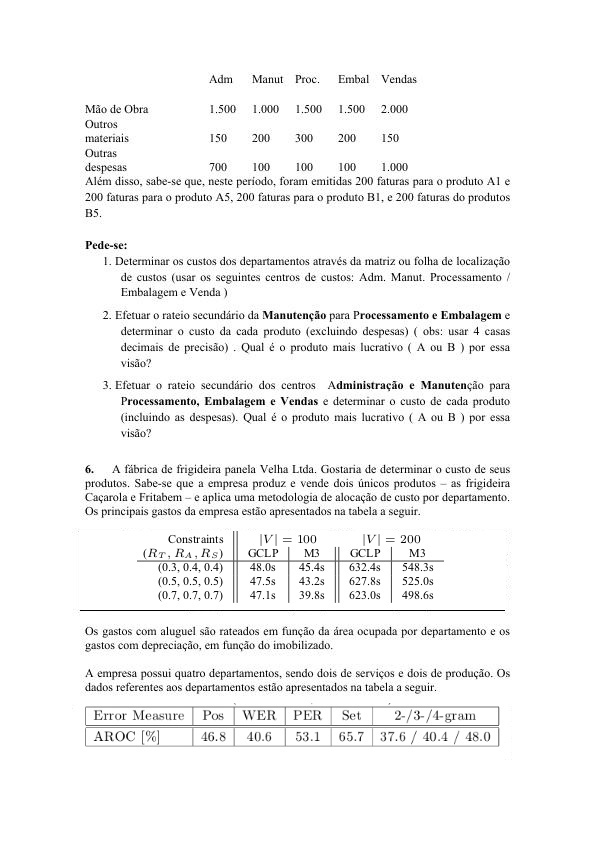 Adm Manut Proc. Embal Vendas
Mão de Obra 1.500 1.000 1.500 1.500 2.000
Outros
materiais 150 200 300 200 150
Outras
despesas 700 100 100 100 1.000
Além disso, sabe-se que, neste período, foram emitidas 200 faturas para o produto A1 e
200 faturas para o produto A5, 200 faturas para o produto B1, e 200 faturas do produtos
B5.
Pede-se:
1. Determinar os custos dos departamentos através da matriz ou folha de localização
de custos (usar os seguintes centros de custos: Adm. Manut. Processamento /
Embalagem e Venda )
2. Efetuar o rateio secundário da Manutenção para Processamento e Embalagem e
determinar o custo da cada produto (excluindo despesas) ( obs: usar 4 casas
decimais de precisão) . Qual é o produto mais lucrativo ( A ou B ) por essa
visão?
3. Efetuar o rateio secundário dos centros Administração e Manutenção para
Processamento, Embalagem e Vendas e determinar o custo de cada produto
(incluindo as despesas). Qual é o produto mais lucrativo ( A ou B ) por essa
visão?
6. A fábrica de frigideira panela Velha Ltda. Gostaria de determinar o custo de seus
produtos. Sabe-se que a empresa produz e vende dois únicos produtos – as frigideira
Caçarola e Fritabem – e aplica uma metodologia de alocação de custo por departamento.
Os principais gastos da empresa estão apresentados na tabela a seguir.
Constraints |V| = 100 |V| = 200
(R_T, R_A, R_S) GCLP M3 GCLP M3
(0.3, 0.4, 0.4) 48.0s 45.4s 632.4s 548.3s
(0.5, 0.5, 0.5) 47.5s 43.2s 627.8s 525.0s
(0.7, 0.7, 0.7) 47.1s 39.8s 623.0s 498.6s
Os gastos com aluguel são rateados em função da área ocupada por departamento e os
gastos com depreciação, em função do imobilizado.
A empresa possui quatro departamentos, sendo dois de serviços e dois de produção. Os
dados referentes aos departamentos estão apresentados na tabela a seguir.
Error Measure Pos WER PER Set 2-/3-/4-gram
AROC [%] 46.8 40.6 53.1 65.7 37.6 / 40.4 / 48.0